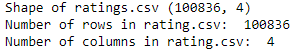 Shape of ratings.csv (100836, 4)
Number of rows in rating.csv:  100836
Number of columns in rating.csv:  4